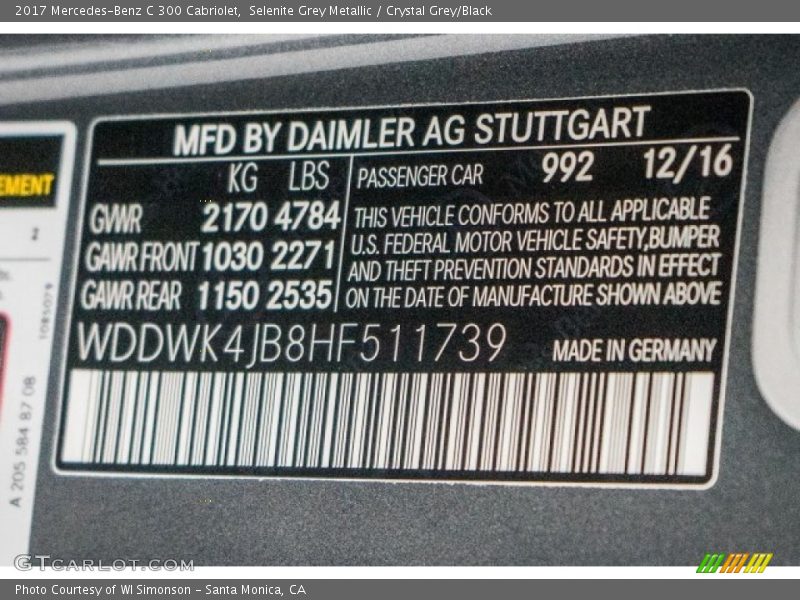 2017 Mercedes-Benz C 300 Cabriolet, Selenite Grey Metallic / Crystal Grey/Black
MFD BY DAIMLER AG STUTTGART
KG LBS PASSENGER CAR 992 12/16
GVWR 2170 4784
GAWR FRONT 1030 2271
GAWR REAR 1150 2535
THIS VEHICLE CONFORMS TO ALL APPLICABLE
U.S. FEDERAL MOTOR VEHICLE SAFETY,BUMPER
AND THEFT PREVENTION STANDARDS IN EFFECT
ON THE DATE OF MANUFACTURE SHOWN ABOVE
WDDWK4JB8HF511739 MADE IN GERMANY
EMENT
2
A 205 584 87 08
GTCARLOT.COM
Photo Courtesy of WI Simonson - Santa Monica, CA